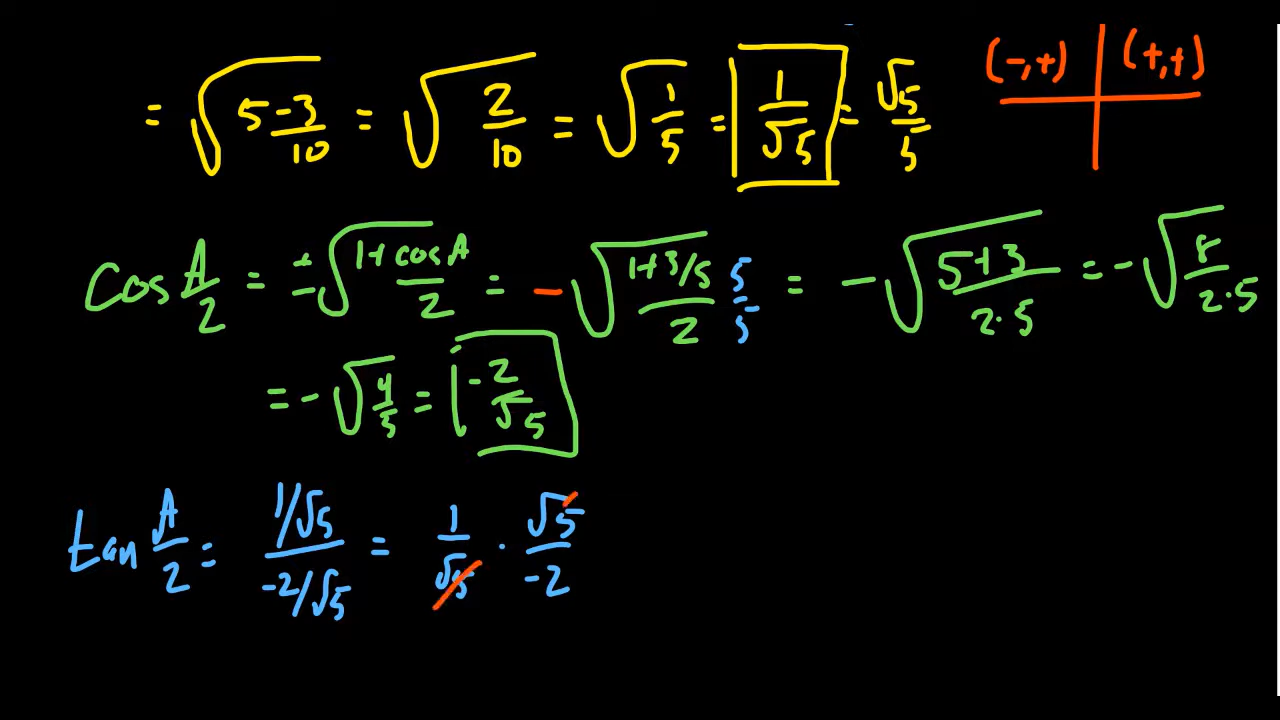 = √(5-3/10) = √(2/10) = √(1/5) = 1/√5 = √5/5
(-,+) (+,+)
cos A/2 = ±√(1+cosA/2) = -√(1+3/5/2 5/5) = -√(5+3/2·5) = -√(8/2·5)
= -√(4/5) = -2/√5
tan A/2 = 1/√5/-2/√5 = 1/√5 · √5/-2